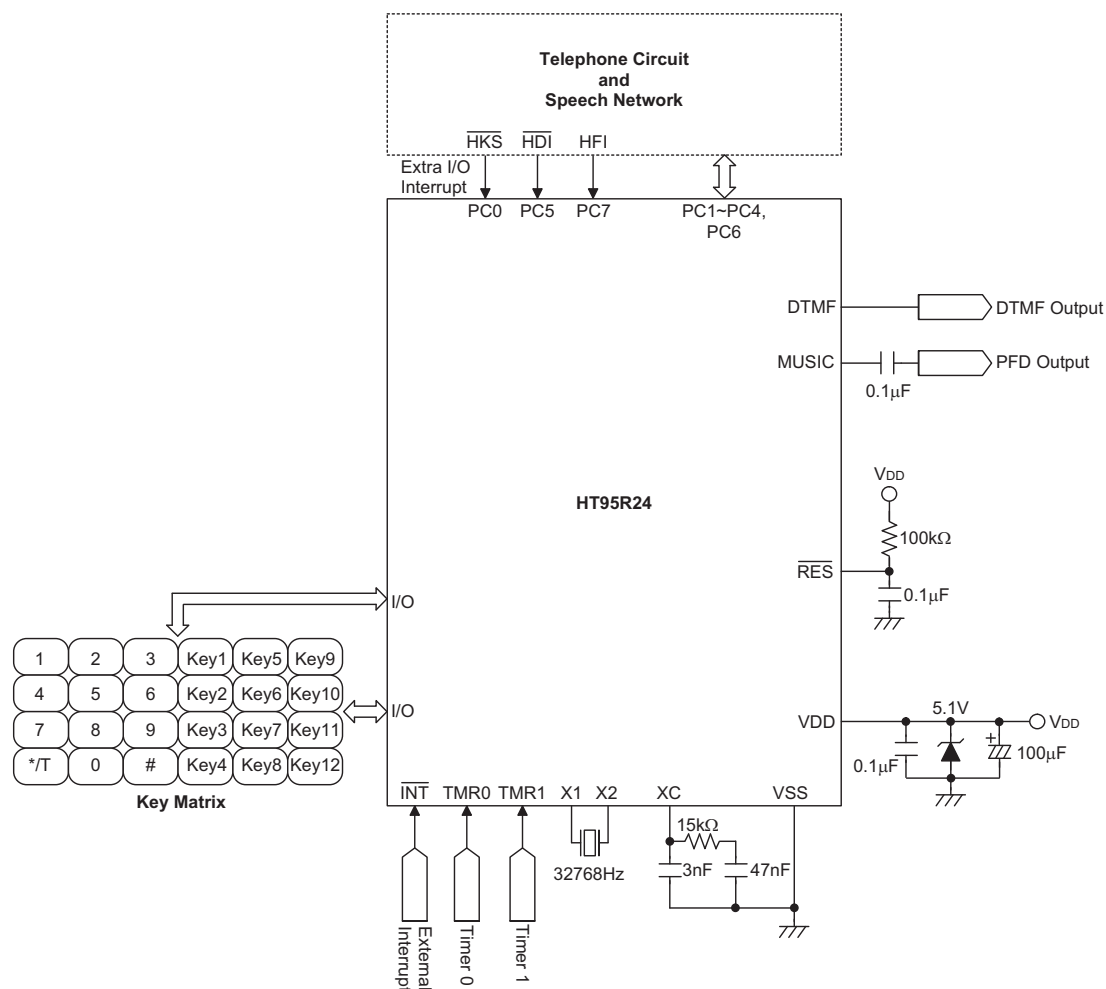 Telephone Circuit
and
Speech Network
HKS HDI HFI
Extra I/O
Interrupt
PC0 PC5 PC7 PC1~PC4,
PC6
DTMF DTMF Output
MUSIC PFD Output
0.1μF
VDD
HT95R24
100kΩ
RES
0.1μF
I/O
1 2 3 Key1 Key5 Key9
4 5 6 Key2 Key6 Key10
I/O
7 8 9 Key3 Key7 Key11
*/T 0 # Key4 Key8 Key12
Key Matrix
VDD 5.1V VDD
0.1μF + 100μF
INT TMR0 TMR1 X1 X2 XC VSS
15kΩ
32768Hz 3nF 47nF
External
Interrupt
Timer 0
Timer 1